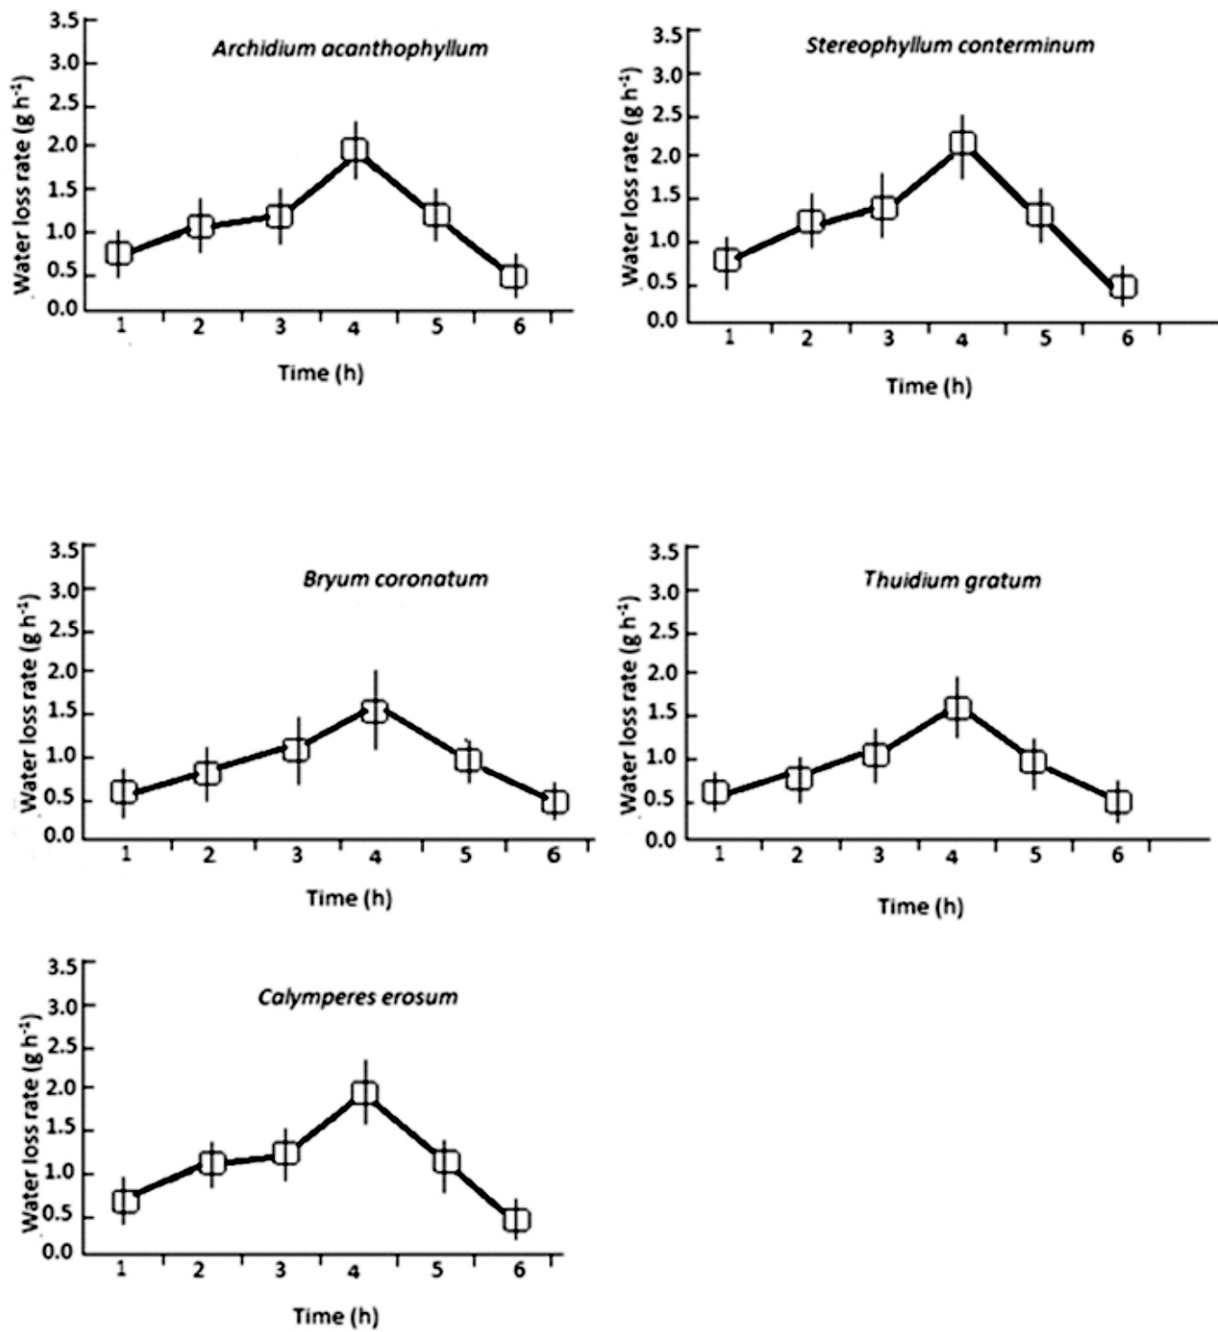 Archidium acanthophyllum
Water loss rate (g h⁻¹)
3.5
3.0
2.5
2.0
1.5
1.0
0.5
0.0
1 2 3 4 5 6
Time (h)
Stereophyllum conterminum
Water loss rate (g h⁻¹)
3.5
3.0
2.5
2.0
1.5
1.0
0.5
0.0
1 2 3 4 5 6
Time (h)
Bryum coronatum
Water loss rate (g h⁻¹)
3.5
3.0
2.5
2.0
1.5
1.0
0.5
0.0
1 2 3 4 5 6
Time (h)
Thuidium gratum
Water loss rate (g h⁻¹)
3.5
3.0
2.5
2.0
1.5
1.0
0.5
0.0
1 2 3 4 5 6
Time (h)
Calymperes erosum
Water loss rate (g h⁻¹)
3.5
3.0
2.5
2.0
1.5
1.0
0.5
0.0
1 2 3 4 5 6
Time (h)